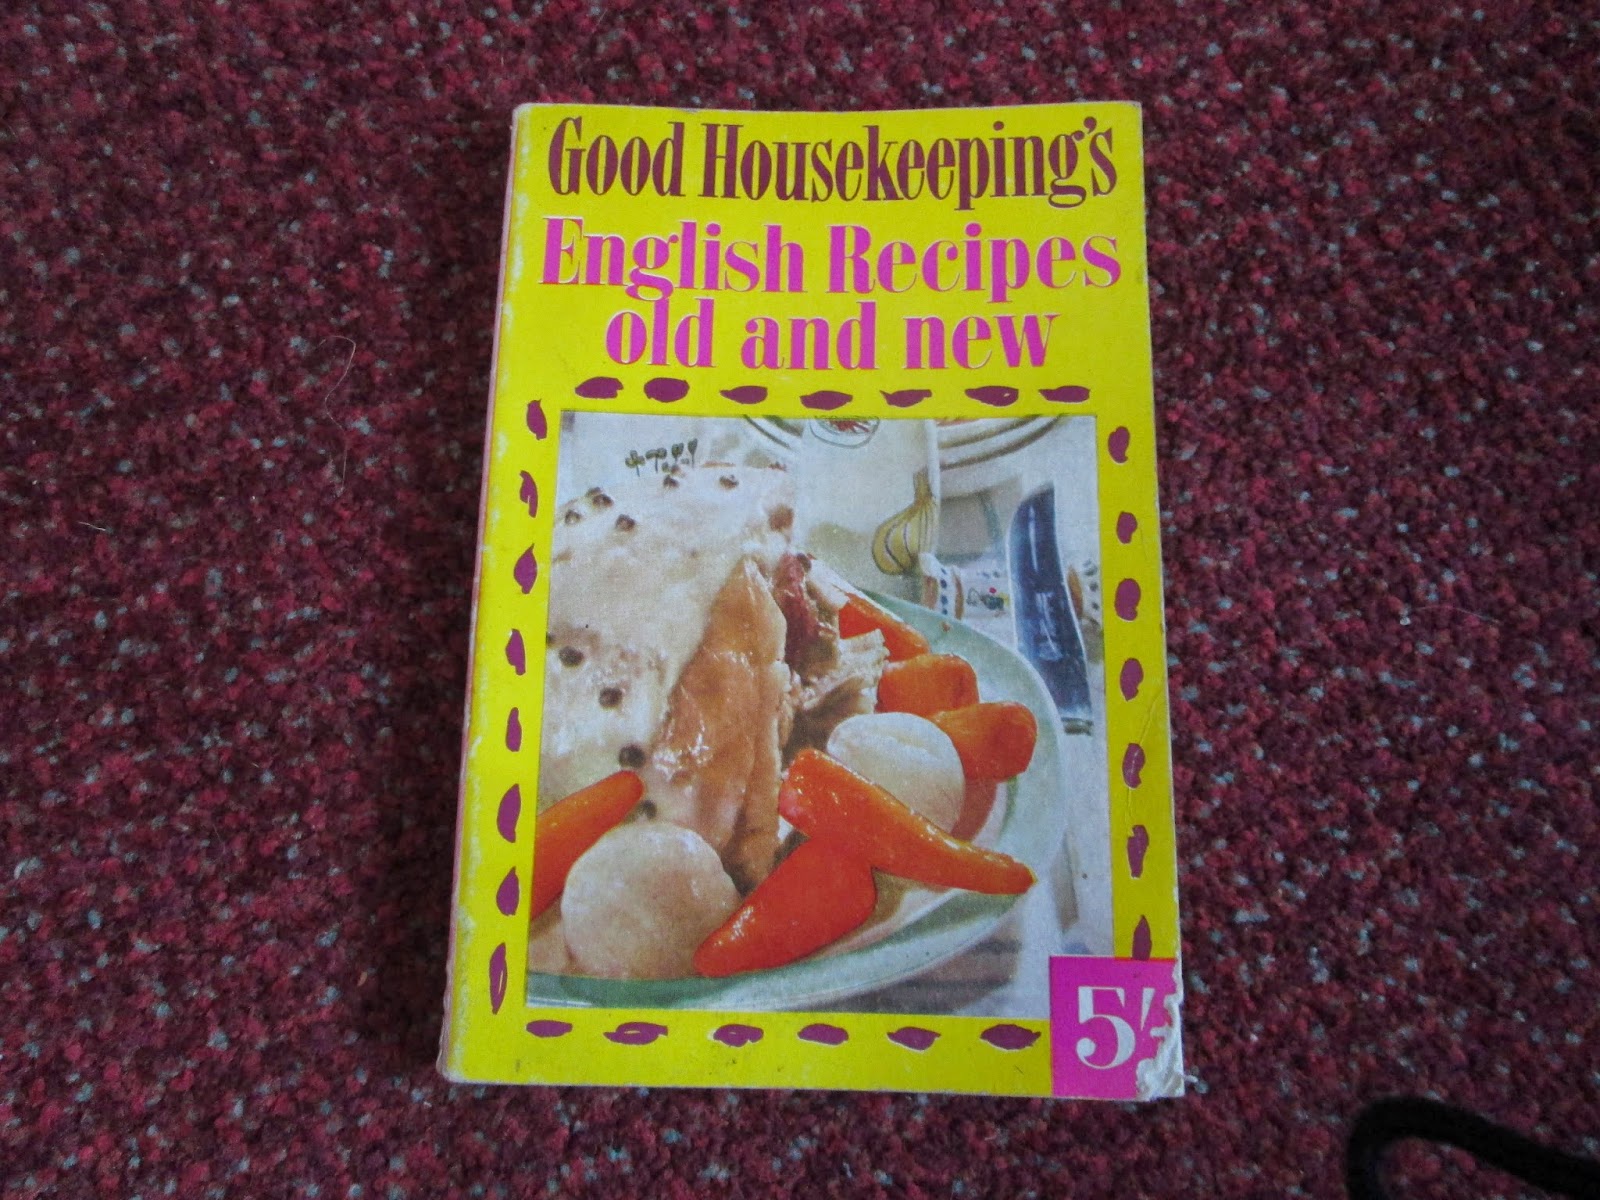 Good Housekeeping's
English Recipes
old and new
5/-